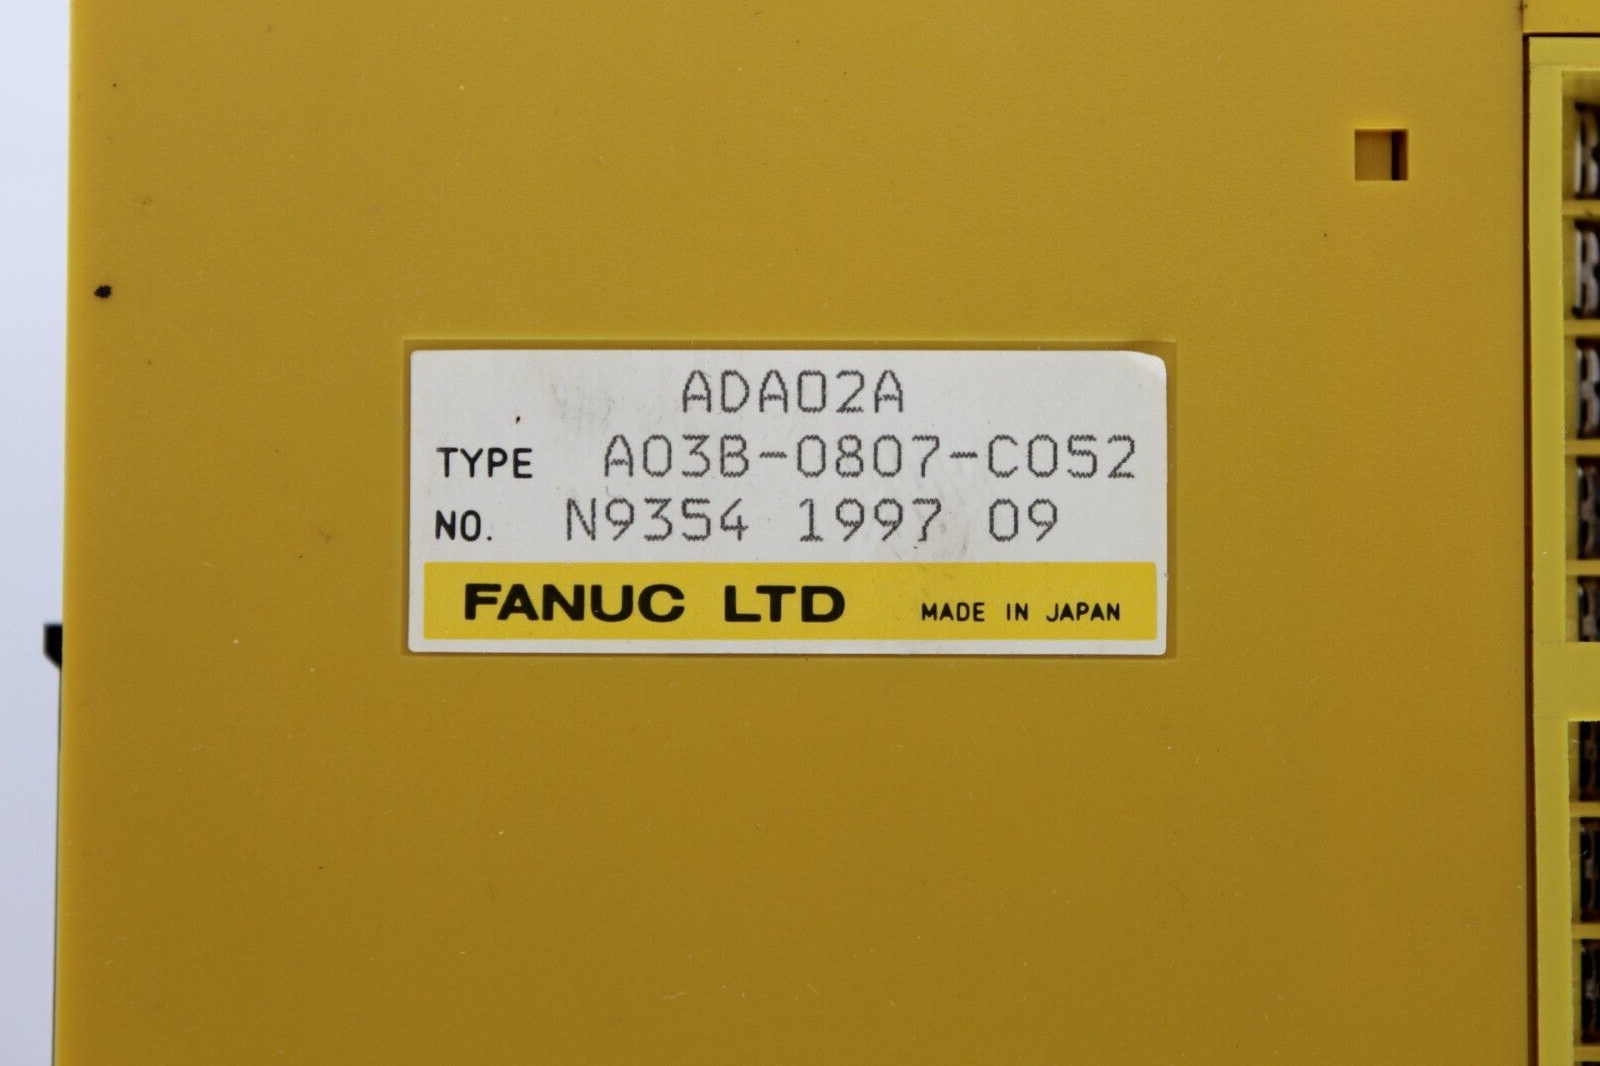 ADA02A
TYPE A03B-0807-C052
NO. N9354 1997 09
FANUC LTD MADE IN JAPAN